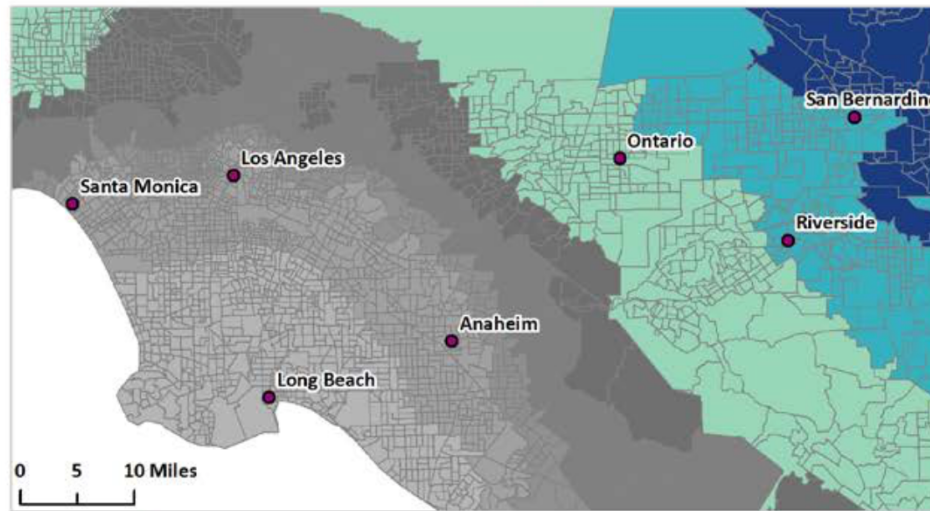 San Bernardino
Ontario
Los Angeles
Santa Monica
Riverside
Anaheim
Long Beach
0 5 10 Miles